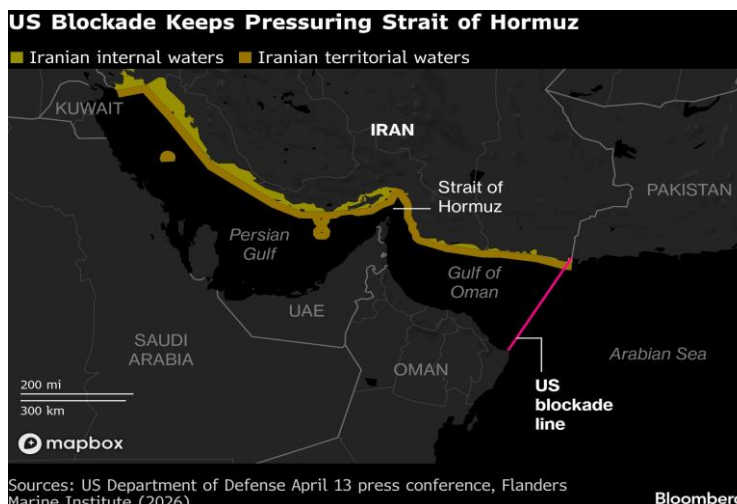 US Blockade Keeps Pressuring Strait of Hormuz
Iranian internal waters Iranian territorial waters
KUWAIT
IRAN
Strait of
Hormuz
PAKISTAN
Persian
Gulf
Gulf of
Oman
UAE
SAUDI
ARABIA
OMAN
Arabian Sea
US
blockade
line
200 mi
300 km
mapbox
Sources: US Department of Defense April 13 press conference, Flanders
Marine Institute (2026)
Bloomberg